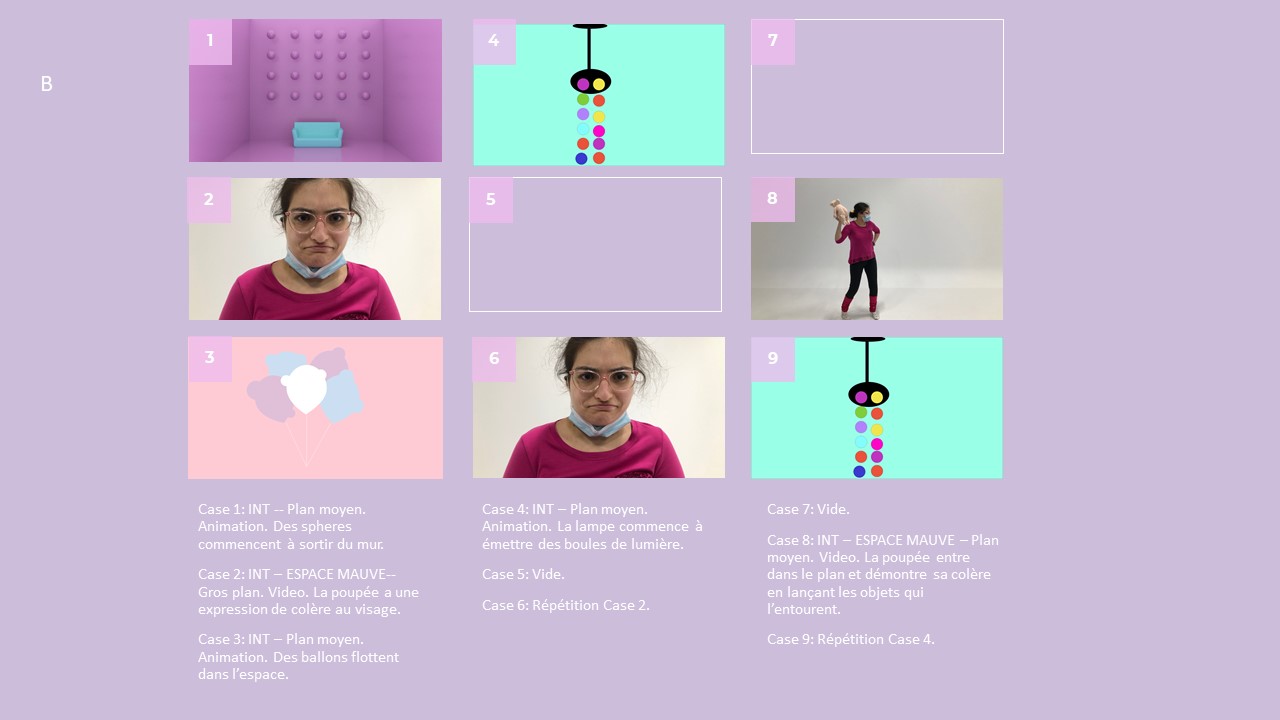 B
1
4
7
2
5
8
3
6
9
Case 1: INT -- Plan moyen.
Animation. Des spheres
commencent à sortir du mur.
Case 2: INT – ESPACE MAUVE--
Gros plan. Video. La poupée a une
expression de colère au visage.
Case 3: INT – Plan moyen.
Animation. Des ballons flottent
dans l’espace.
Case 4: INT – Plan moyen.
Animation. La lampe commence à
émettre des boules de lumière.
Case 5: Vide.
Case 6: Répétition Case 2.
Case 7: Vide.
Case 8: INT – ESPACE MAUVE – Plan
moyen. Video. La poupée entre
dans le plan et démontre sa colère
en lançant les objets qui
l’entourent.
Case 9: Répétition Case 4.